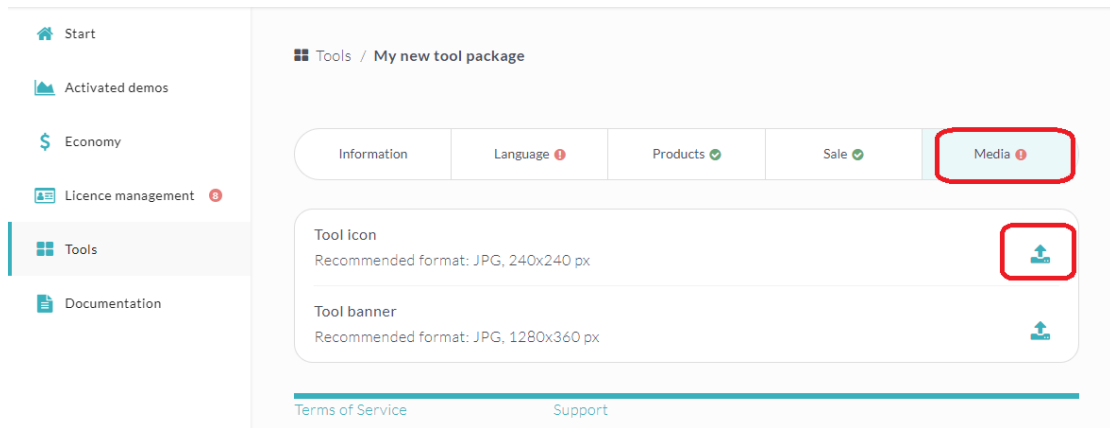 Start
Activated demos
Economy
Licence management 8
Tools
Documentation
Tools / My new tool package
Information
Language !
Products
Sale
Media !
Tool icon
Recommended format: JPG, 240x240 px
Tool banner
Recommended format: JPG, 1280x360 px
Terms of Service
Support